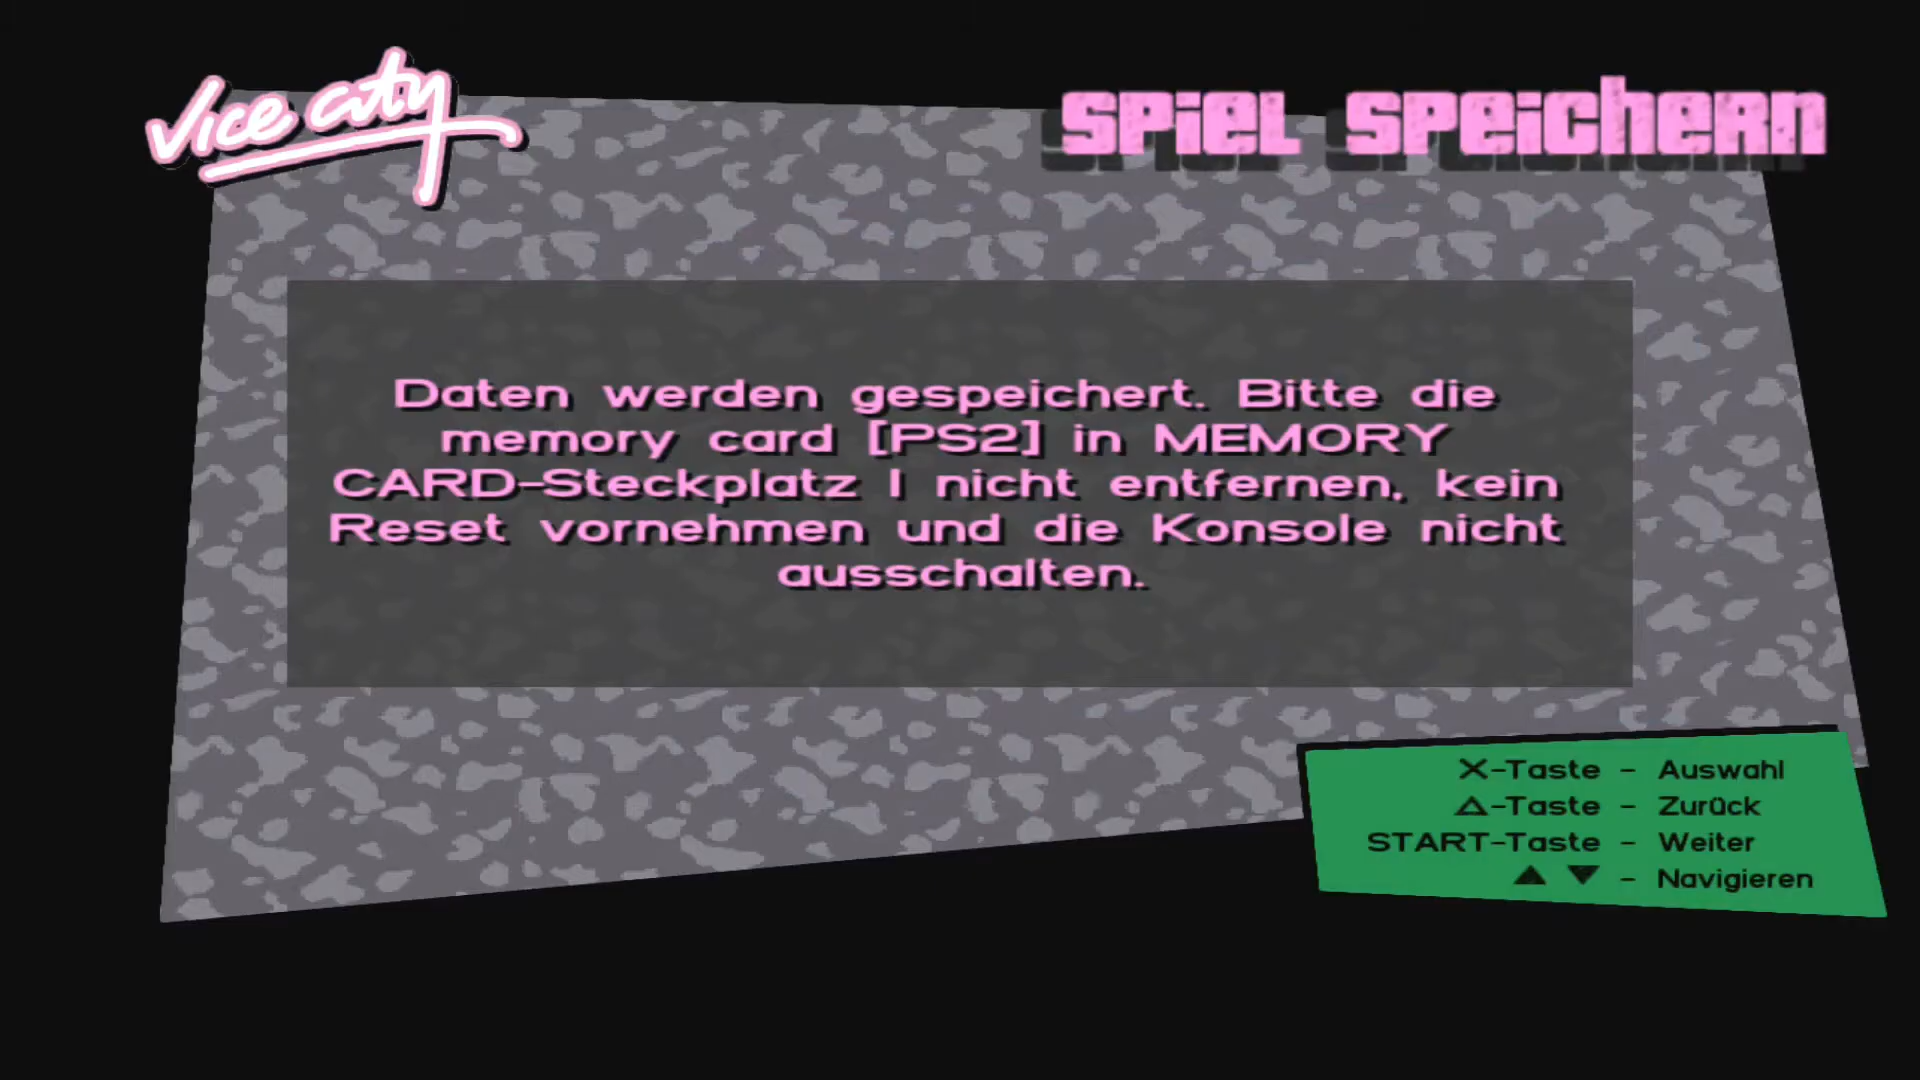 Vice City
SPIEL SPEICHERN
Daten werden gespeichert. Bitte die
memory card [PS2] in MEMORY
CARD-Steckplatz 1 nicht entfernen, kein
Reset vornehmen und die Konsole nicht
ausschalten.
X-Taste - Auswahl
△-Taste - Zurück
START-Taste - Weiter
▲ ▼ - Navigieren